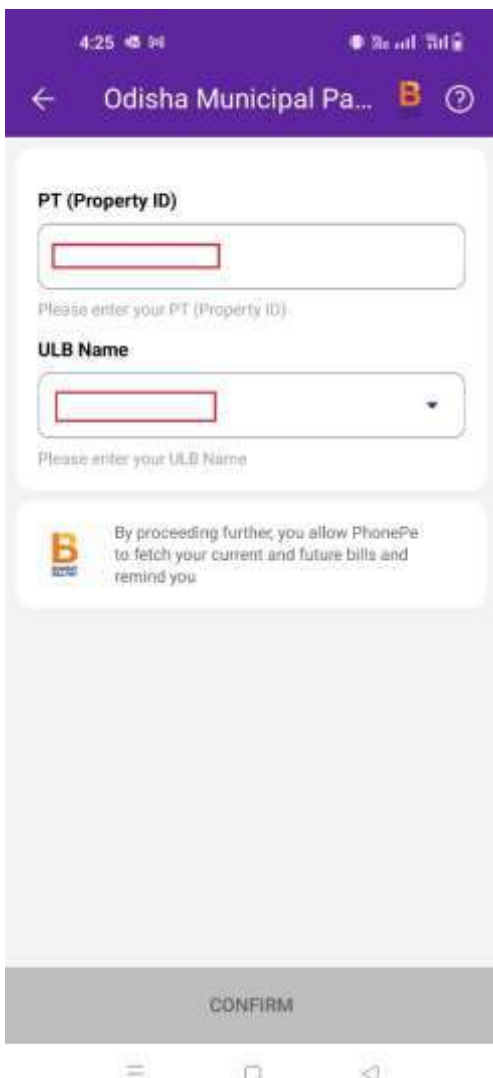 4:25
Odisha Municipal Pa... B
PT (Property ID)
Please enter your PT (Property ID)
ULB Name
Please enter your ULB Name
By proceeding further, you allow PhonePe
to fetch your current and future bills and
remind you
B
CONFIRM